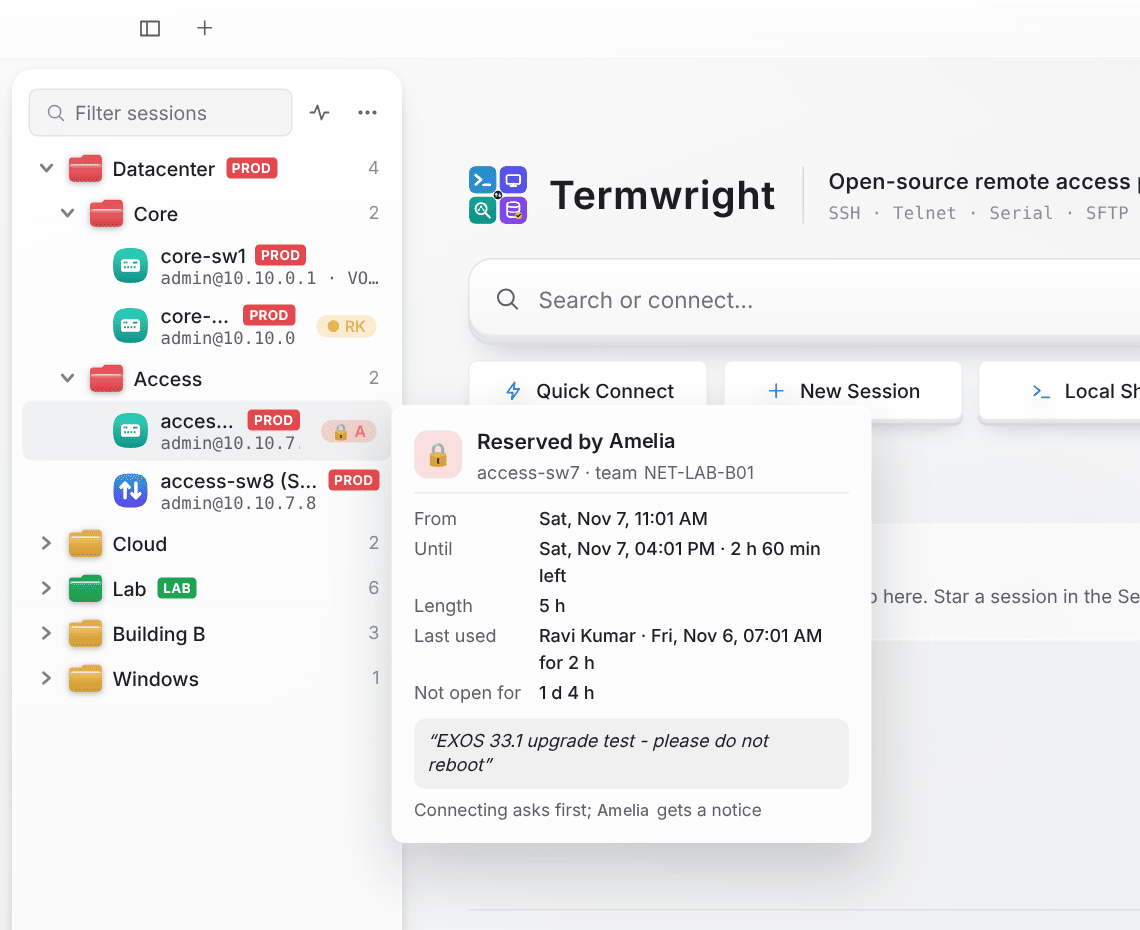 Filter sessions
Datacenter PROD 4
Core 2
core-sw1 PROD
admin@10.10.0.1 · VO…
core-… PROD
admin@10.10.0 RK
Access 2
acces… PROD
admin@10.10.7. A
access-sw8 (S… PROD
admin@10.10.7.8
Cloud 2
Lab LAB 6
Building B 3
Windows 1
Termwright
Open-source remote access
SSH · Telnet · Serial · SFTP
Search or connect…
Quick Connect
New Session
Local Sh
Reserved by Amelia
access-sw7 · team NET-LAB-B01
From Sat, Nov 7, 11:01 AM
Until Sat, Nov 7, 04:01 PM · 2 h 60 min
left
Length 5 h
Last used Ravi Kumar · Fri, Nov 6, 07:01 AM
for 2 h
Not open for 1 d 4 h
“EXOS 33.1 upgrade test - please do not
reboot”
Connecting asks first; Amelia gets a notice
here. Star a session in the Se